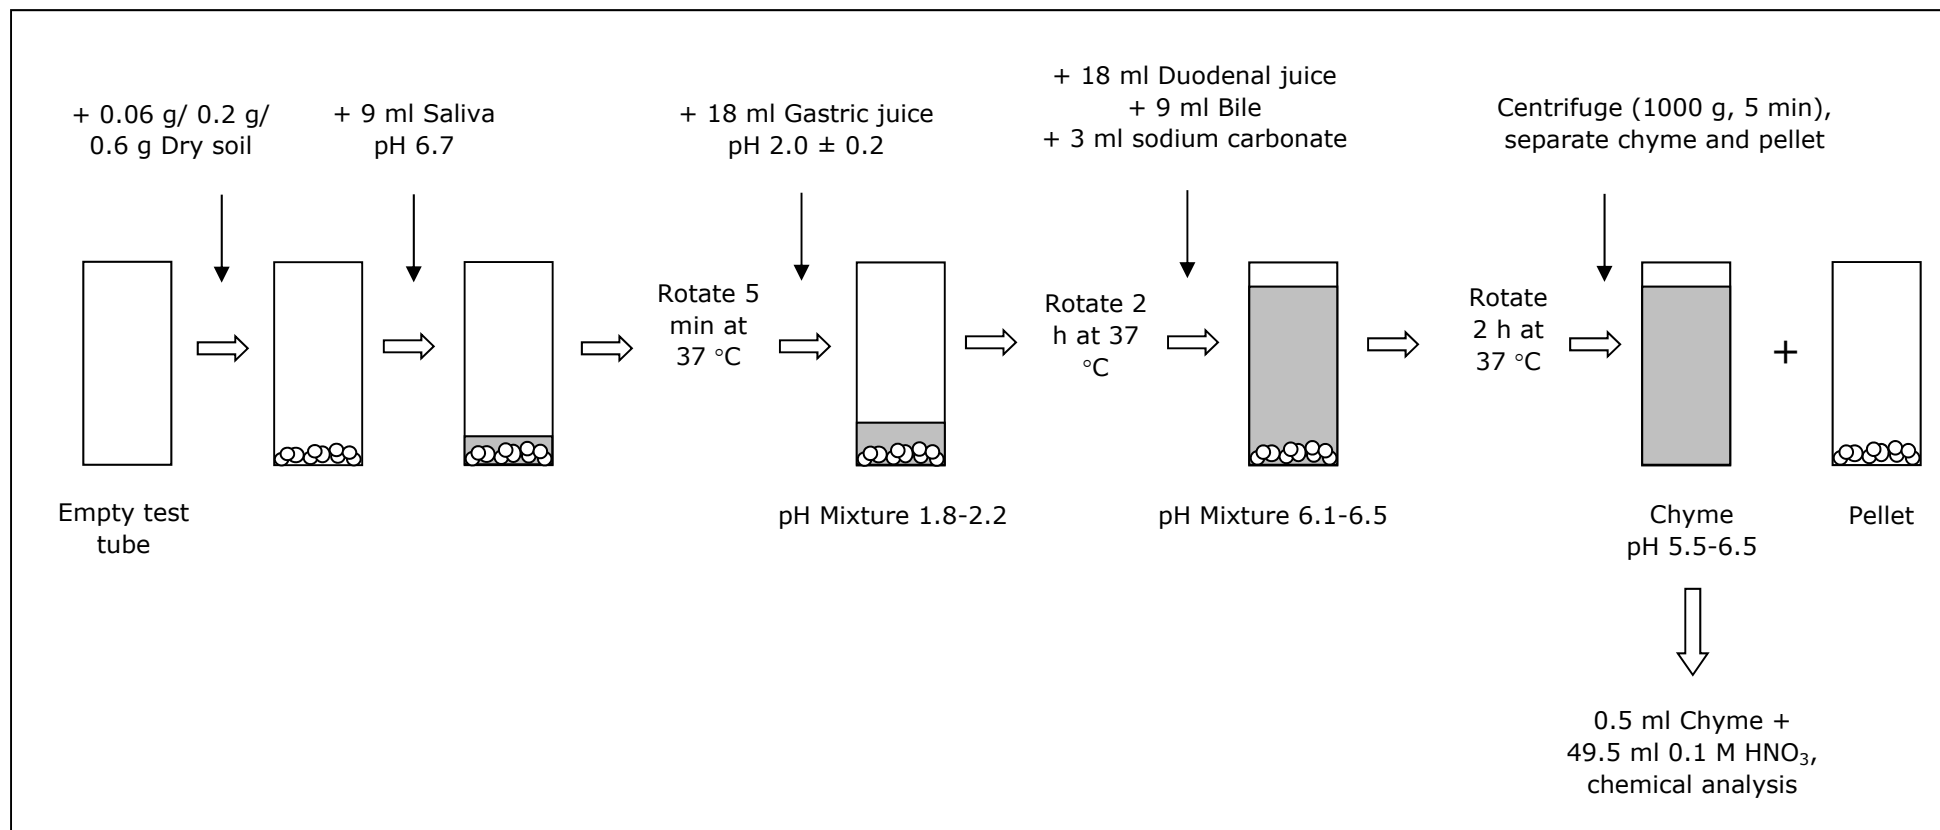 + 0.06 g/ 0.2 g/
0.6 g Dry soil
+ 9 ml Saliva
pH 6.7
+ 18 ml Gastric juice
pH 2.0 ± 0.2
+ 18 ml Duodenal juice
+ 9 ml Bile
+ 3 ml sodium carbonate
Centrifuge (1000 g, 5 min),
separate chyme and pellet
Rotate 5
min at
37 °C
Rotate 2
h at 37
°C
Rotate
2 h at
37 °C
+
Empty test
tube
pH Mixture 1.8-2.2
pH Mixture 6.1-6.5
Chyme
pH 5.5-6.5
Pellet
0.5 ml Chyme +
49.5 ml 0.1 M HNO₃,
chemical analysis